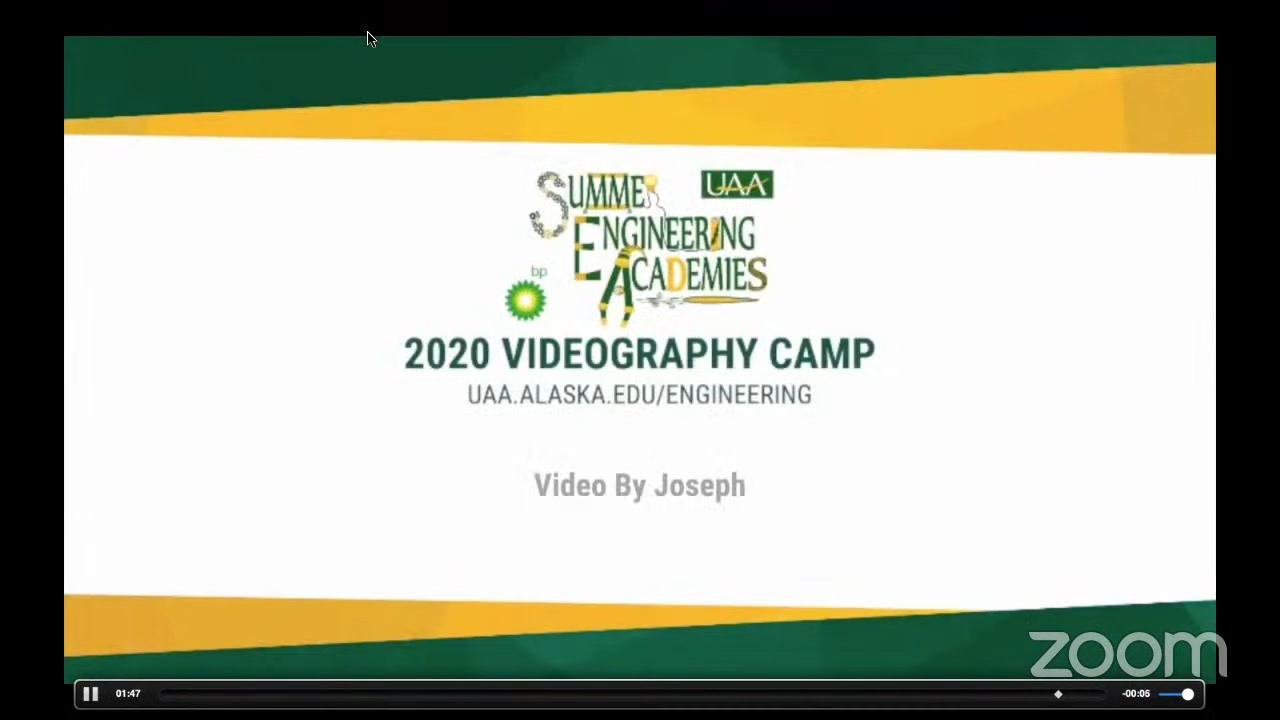 SUMMER
UAA
ENGINEERING
ACADEMIES
bp
2020 VIDEOGRAPHY CAMP
UAA.ALASKA.EDU/ENGINEERING
Video By Joseph
zoom
01:47
-00:05